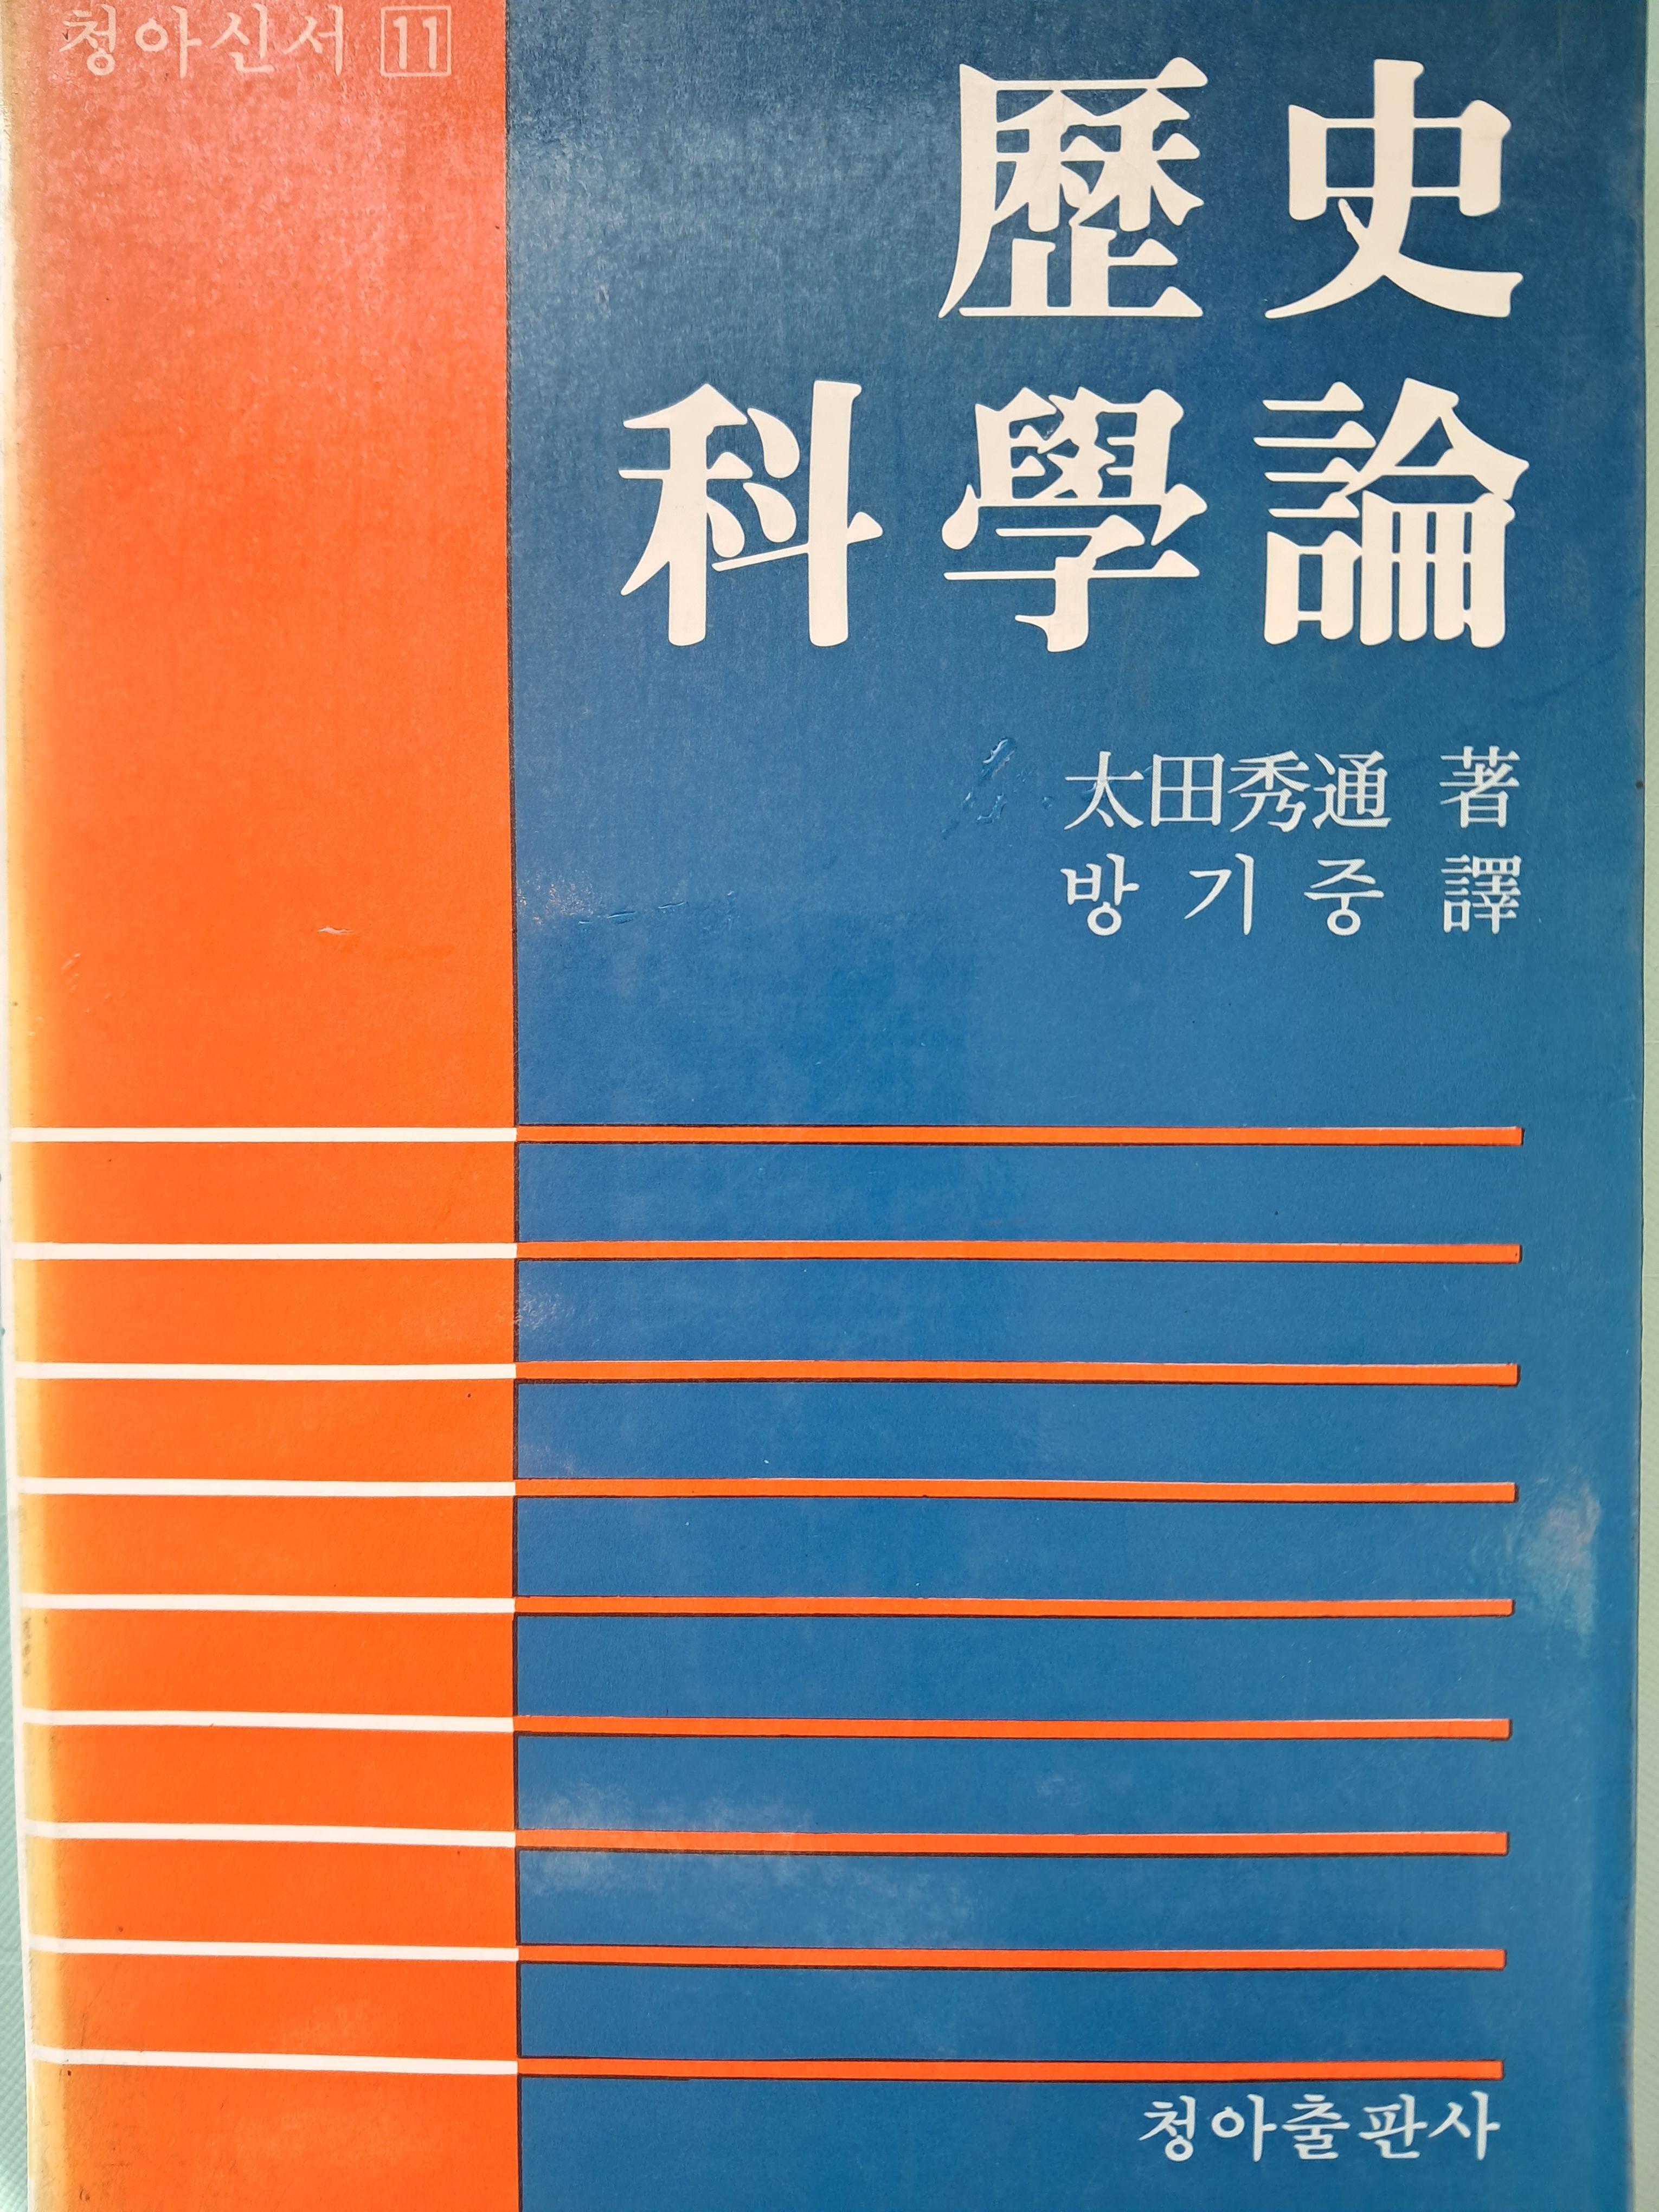 청아신서 11
歷史
科學論
太田秀通 著
방기중 譯
청아출판사